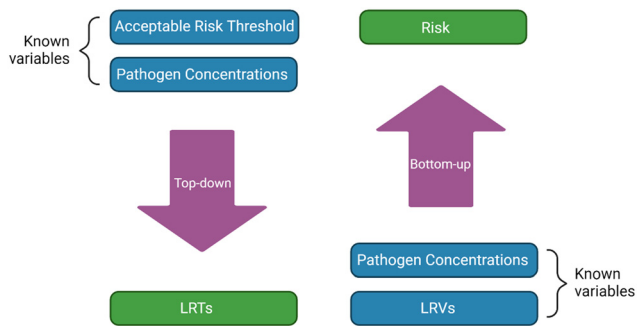 Known
variables
Acceptable Risk Threshold
Pathogen Concentrations
Top-down
LRTs
Risk
Bottom-up
Pathogen Concentrations
LRVs
Known
variables